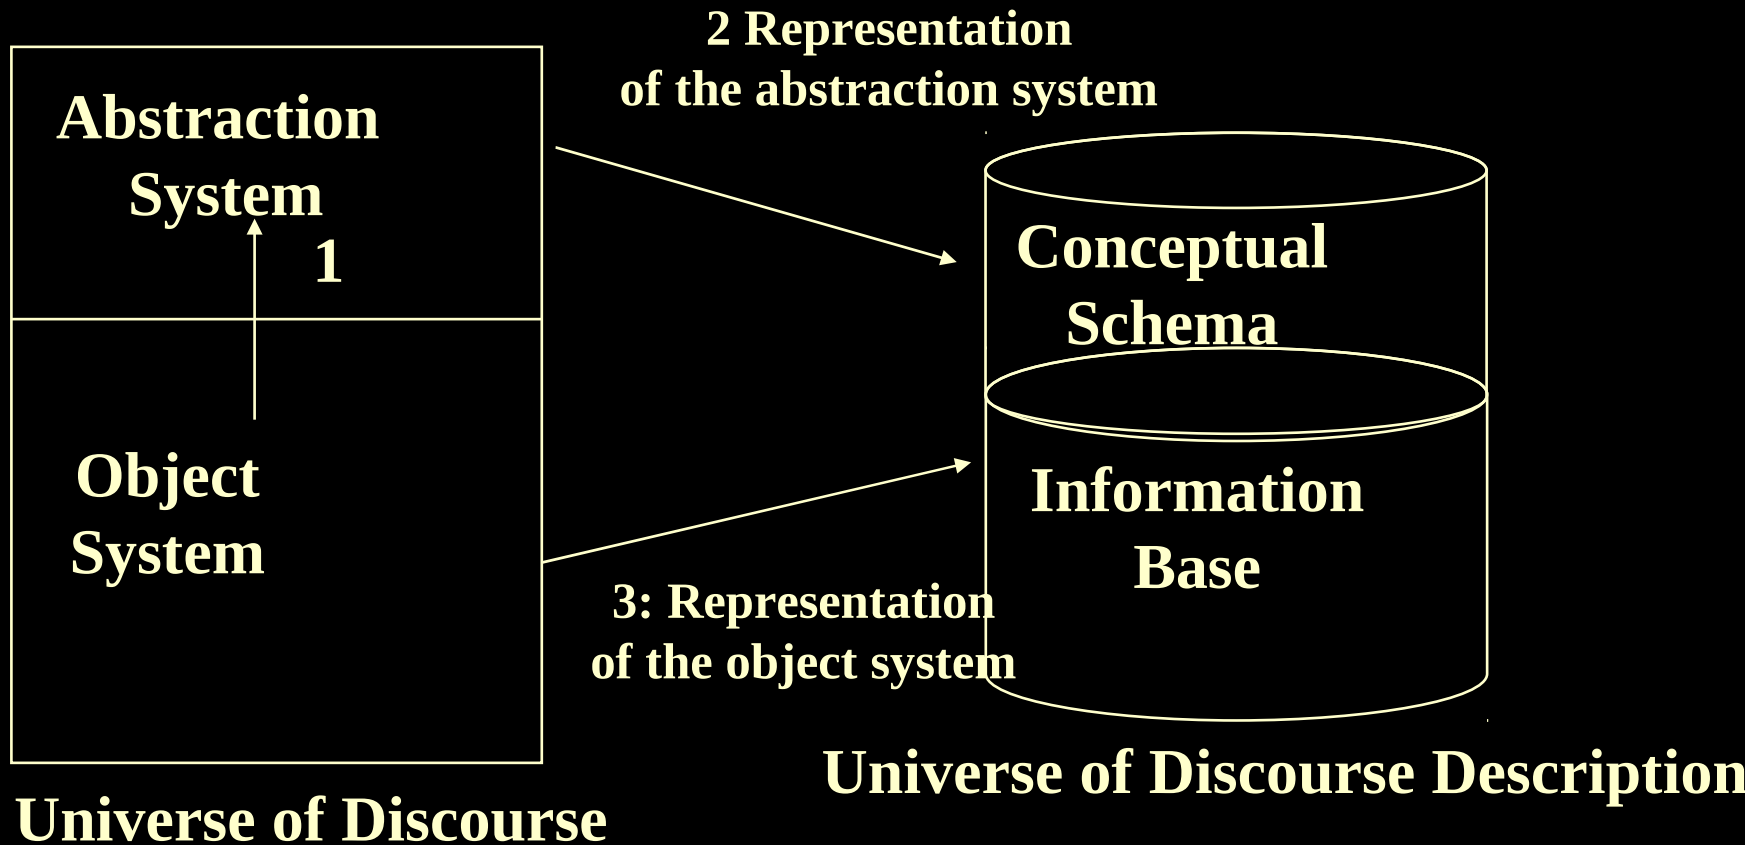 2 Representation
of the abstraction system
Abstraction
System
1
Conceptual
Schema
Object
System
Information
Base
3: Representation
of the object system
Universe of Discourse Description
Universe of Discourse